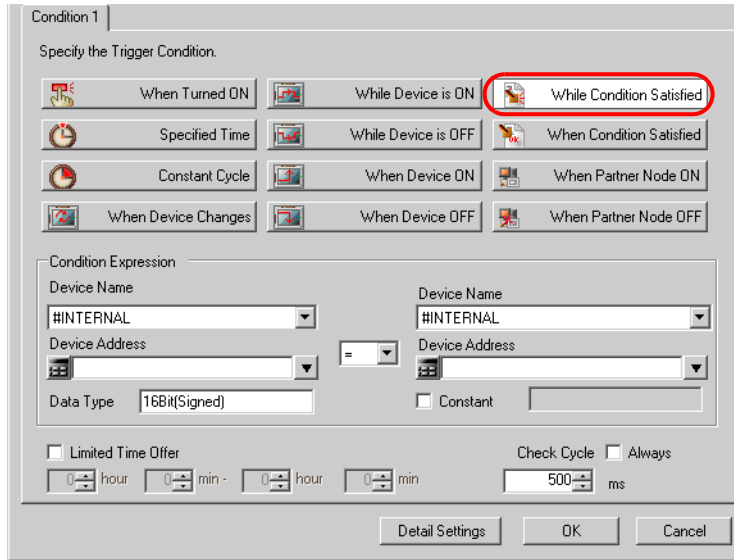 Condition 1
Specify the Trigger Condition.
When Turned ON While Device is ON While Condition Satisfied
Specified Time While Device is OFF When Condition Satisfied
Constant Cycle When Device ON When Partner Node ON
When Device Changes When Device OFF When Partner Node OFF
Condition Expression
Device Name Device Name
#INTERNAL #INTERNAL
Device Address = Device Address
Data Type 16Bit(Signed) Constant
Limited Time Offer Check Cycle Always
0 hour 0 min - 0 hour 0 min 500 ms
Detail Settings OK Cancel